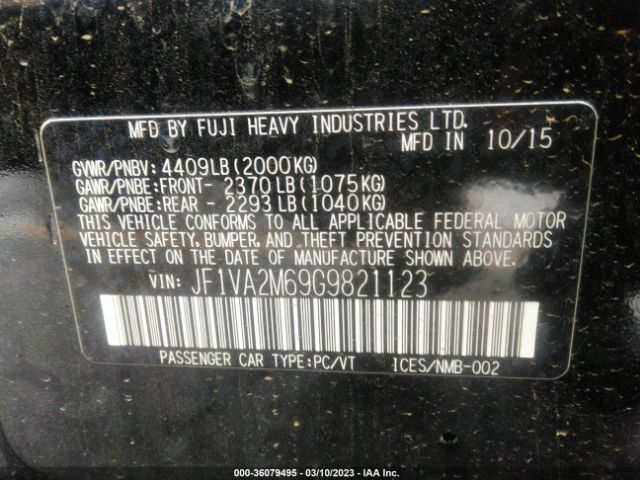 MFD BY FUJI HEAVY INDUSTRIES LTD.
MFD IN 10/15
GVWR/PNBV: 4409LB(2000KG)
GAWR/PNBE:FRONT- 2370 LB(1075KG)
GAWR/PNBE:REAR - 2293 LB(1040KG)
THIS VEHICLE CONFORMS TO ALL APPLICABLE FEDERAL MOTOR
VEHICLE SAFETY, BUMPER, AND THEFT PREVENTION STANDARDS
IN EFFECT ON THE DATE OF MANUFACTURE SHOWN ABOVE.
VIN: JF1VA2M69G9821123
PASSENGER CAR TYPE:PC/VT ICES/NMB-002
000-36079495 — 03/10/2023 — IAA Inc.